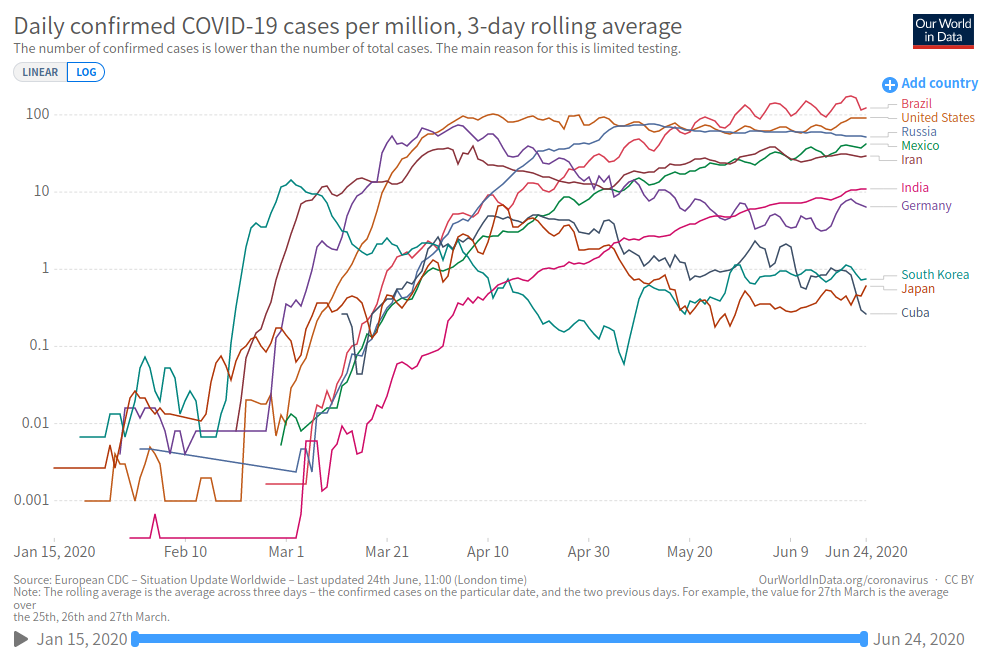 Daily confirmed COVID-19 cases per million, 3-day rolling average
The number of confirmed cases is lower than the number of total cases. The main reason for this is limited testing.
Our World
in Data
LINEAR LOG
Add country
100
10
1
0.1
0.01
0.001
Brazil
United States
Russia
Mexico
Iran
India
Germany
South Korea
Japan
Cuba
Jan 15, 2020 Feb 10 Mar 1 Mar 21 Apr 10 Apr 30 May 20 Jun 9 Jun 24, 2020
Source: European CDC – Situation Update Worldwide – Last updated 24th June, 11:00 (London time) OurWorldInData.org/coronavirus · CC BY
Note: The rolling average is the average across three days – the confirmed cases on the particular date, and the two previous days. For example, the value for 27th March is the average
over
the 25th, 26th and 27th March.
Jan 15, 2020 Jun 24, 2020